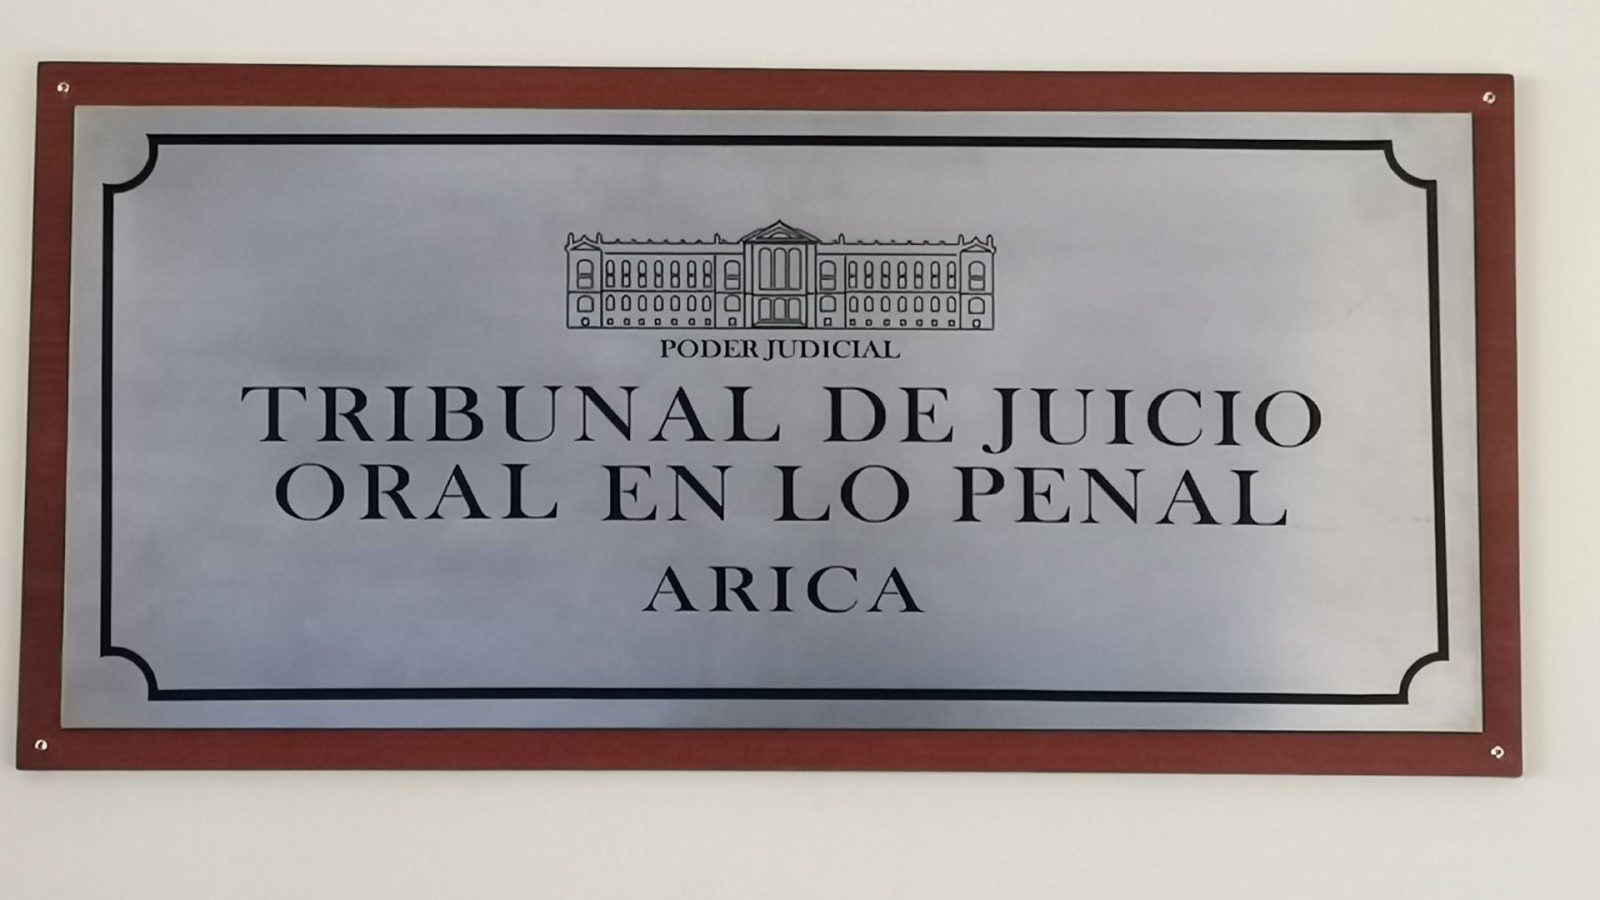 PODER JUDICIAL
TRIBUNAL DE JUICIO
ORAL EN LO PENAL
ARICA